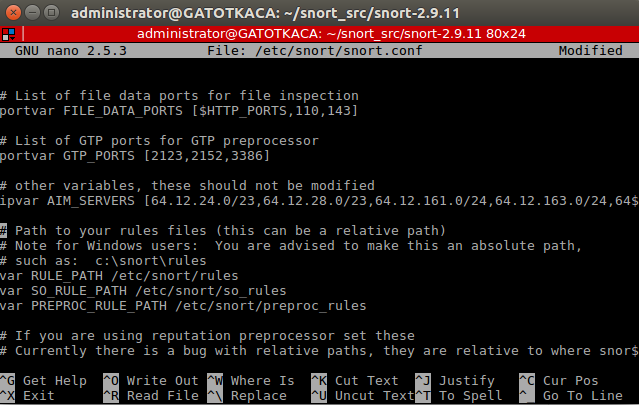 administrator@GATOTKACA: ~/snort_src/snort-2.9.11
administrator@GATOTKACA: ~/snort_src/snort-2.9.11 80x24
GNU nano 2.5.3 File: /etc/snort/snort.conf Modified
# List of file data ports for file inspection
portvar FILE_DATA_PORTS [$HTTP_PORTS,110,143]
# List of GTP ports for GTP preprocessor
portvar GTP_PORTS [2123,2152,3386]
# other variables, these should not be modified
ipvar AIM_SERVERS [64.12.24.0/23,64.12.28.0/23,64.12.161.0/24,64.12.163.0/24,64$
# Path to your rules files (this can be a relative path)
# Note for Windows users:  You are advised to make this an absolute path,
# such as:  c:\snort\rules
var RULE_PATH /etc/snort/rules
var SO_RULE_PATH /etc/snort/so_rules
var PREPROC_RULE_PATH /etc/snort/preproc_rules
# If you are using reputation preprocessor set these
# Currently there is a bug with relative paths, they are relative to where snor$
^G Get Help ^O Write Out ^W Where Is ^K Cut Text ^J Justify ^C Cur Pos
^X Exit ^R Read File ^\ Replace ^U Uncut Text ^T To Spell ^_ Go To Line